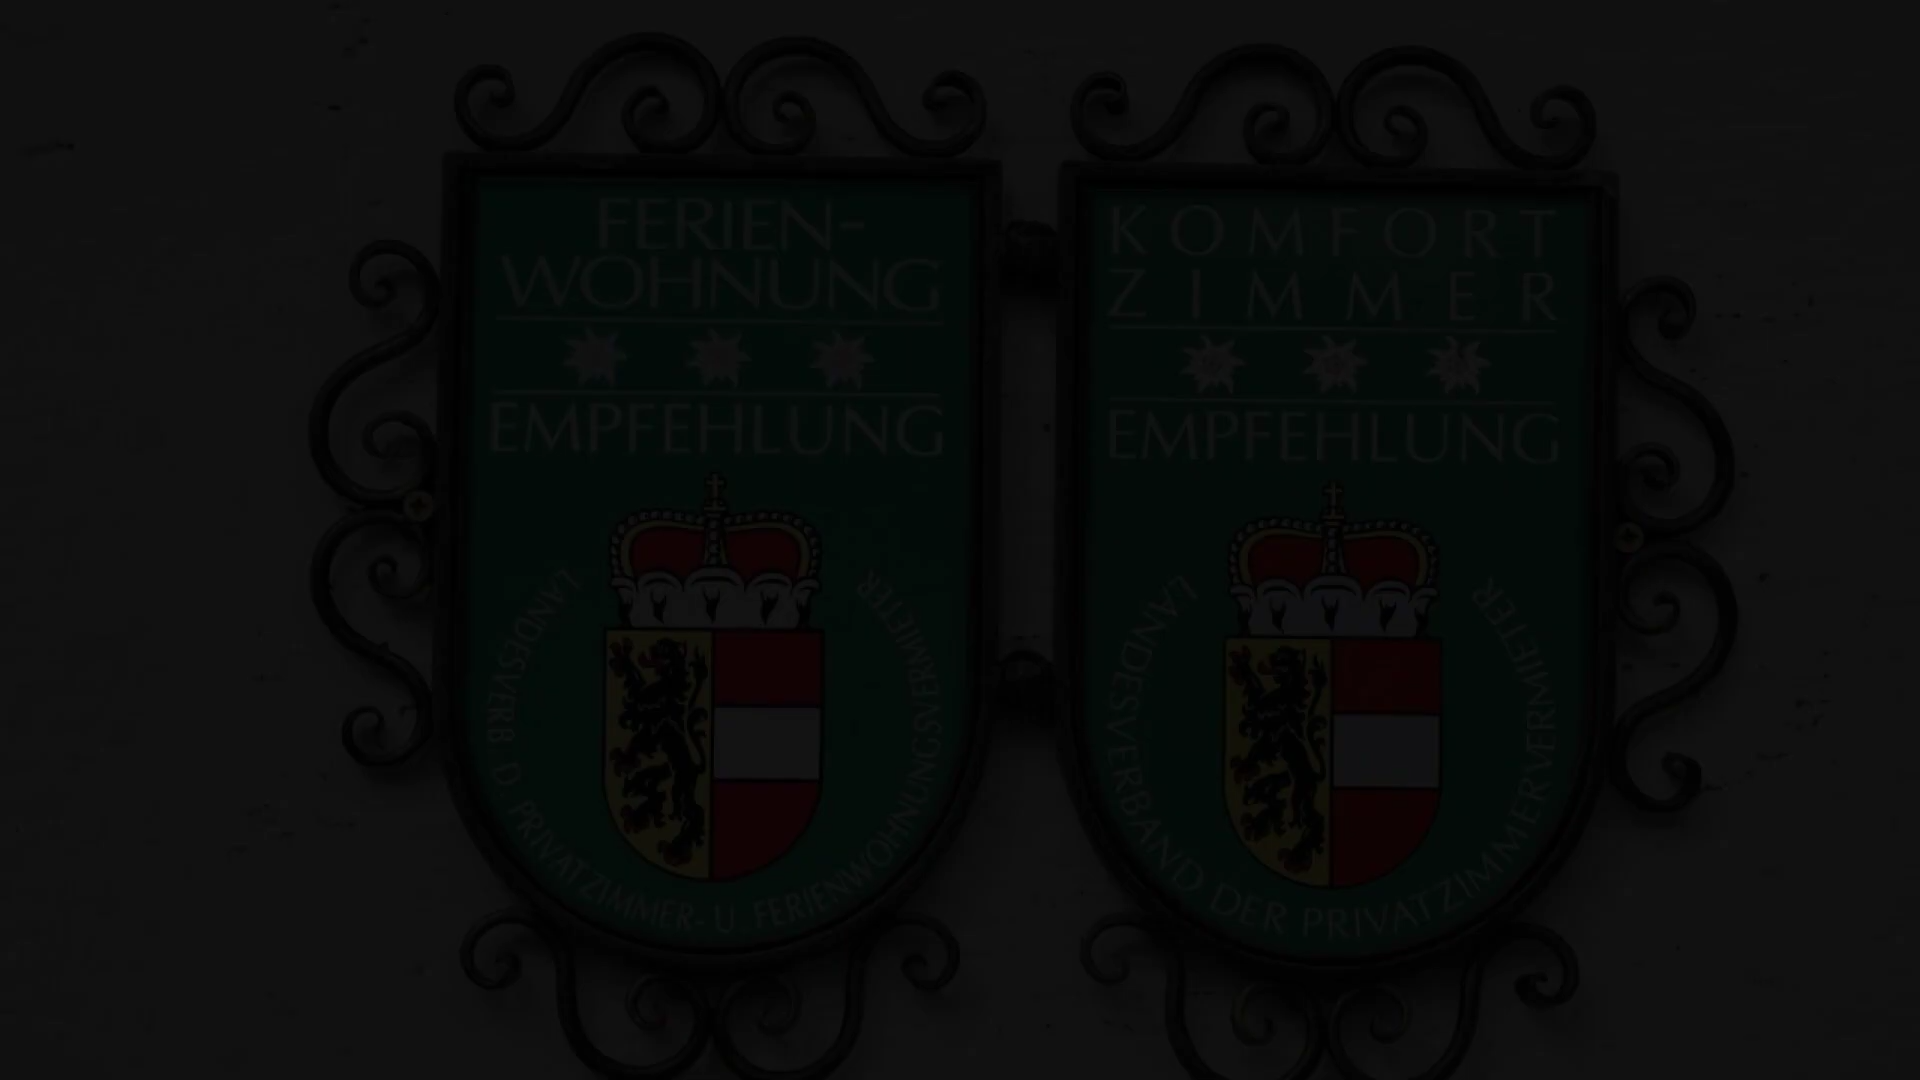 FERIEN-
WOHNUNG
EMPFEHLUNG
LANDESVERB. D. PRIVATZIMMER- U. FERIENWOHNUNGSVERMIETER
KOMFORT
ZIMMER
EMPFEHLUNG
LANDESVERBAND DER PRIVATZIMMERVERMIETER